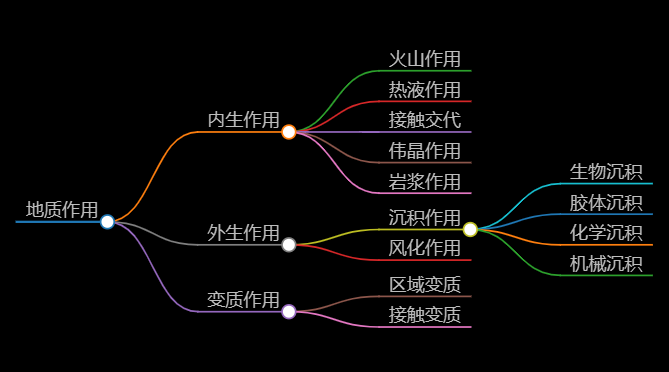 地质作用
内生作用
火山作用
热液作用
接触交代
伟晶作用
岩浆作用
外生作用
沉积作用
生物沉积
胶体沉积
化学沉积
机械沉积
风化作用
变质作用
区域变质
接触变质